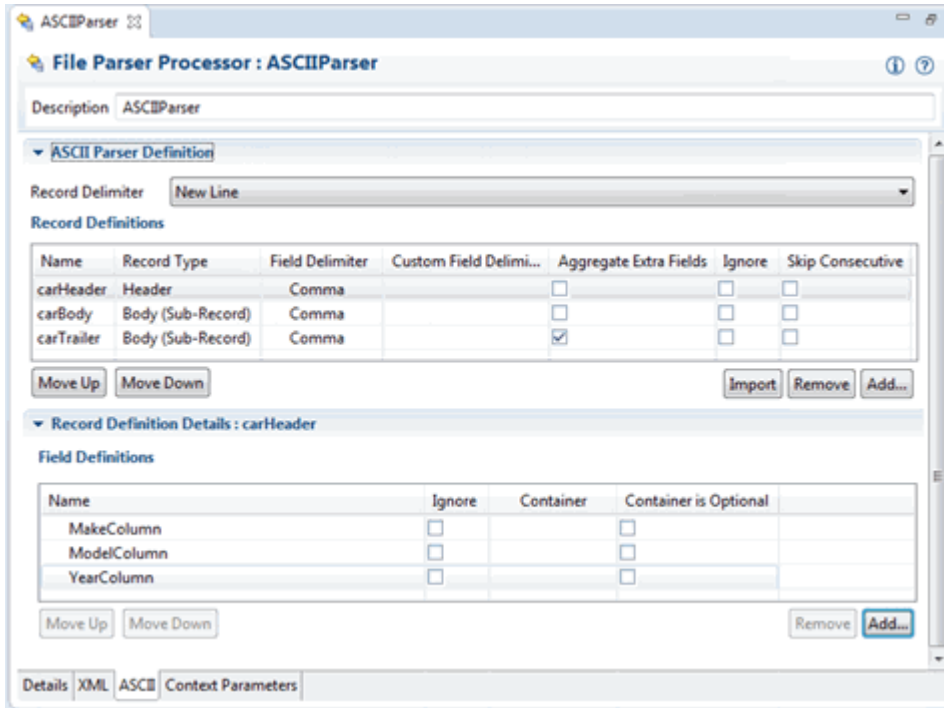 ASCIIParser
File Parser Processor : ASCIIParser
Description ASCIIParser
ASCII Parser Definition
Record Delimiter New Line
Record Definitions
Name Record Type Field Delimiter Custom Field Delimi... Aggregate Extra Fields Ignore Skip Consecutive
carHeader Header Comma
carBody Body (Sub-Record) Comma
carTrailer Body (Sub-Record) Comma
Move Up Move Down Import Remove Add...
Record Definition Details : carHeader
Field Definitions
Name Ignore Container Container is Optional
MakeColumn
ModelColumn
YearColumn
Move Up Move Down Remove Add...
Details XML ASCII Context Parameters